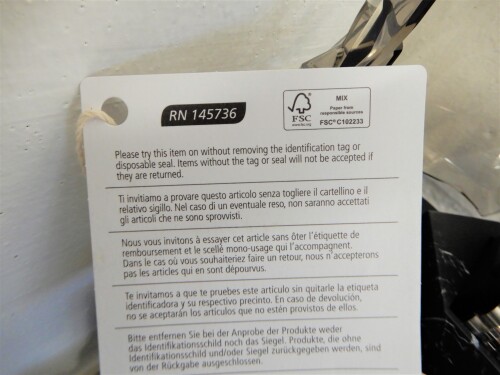 RN 145736
FSC
www.fsc.org
MIX
Paper from
responsible sources
FSC® C102233
Please try this item on without removing the identification tag or
disposable seal. Items without the tag or seal will not be accepted if
they are returned.
Ti invitiamo a provare questo articolo senza togliere il cartellino e il
relativo sigillo. Nel caso di un eventuale reso, non saranno accettati
gli articoli che ne sono sprovvisti.
Nous vous invitons à essayer cet article sans ôter l'étiquette de
remboursement et le scellé mono-usage qui l'accompagnent.
Dans le cas où vous souhaiteriez faire un retour, nous n'accepterons
pas les articles qui en sont dépourvus.
Te invitamos a que te pruebes este artículo sin quitarle la etiqueta
identificadora y su respectivo precinto. En caso de devolución,
no se aceptarán los artículos que no estén provistos de ellos.
Bitte entfernen Sie bei der Anprobe der Produkte weder
das Identifikationsschild noch das Siegel. Produkte, die ohne
Identifikationsschild und/oder Siegel zurückgegeben werden, sind
von der Rückgabe ausgeschlossen.